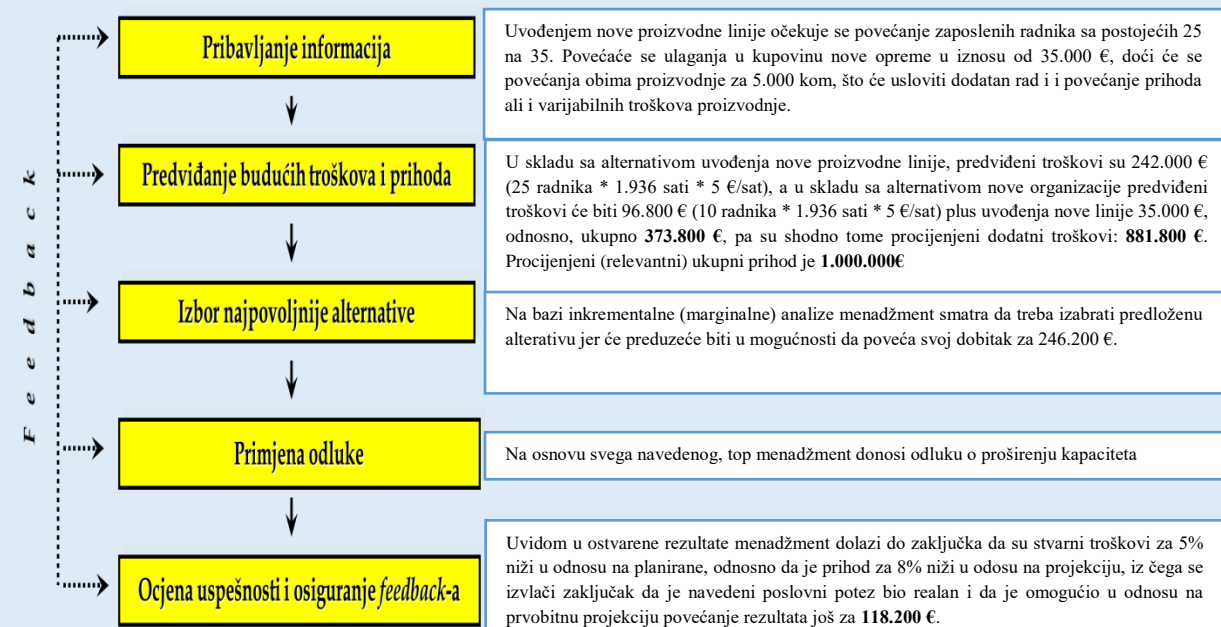 Feedback
Pribavljanje informacija
Uvođenjem nove proizvodne linije očekuje se povećanje zaposlenih radnika sa postojećih 25
na 35. Povećaće se ulaganja u kupovinu nove opreme u iznosu od 35.000 €, doći će se
povećanja obima proizvodnje za 5.000 kom, što će usloviti dodatan rad i i povećanje prihoda
ali i varijabilnih troškova proizvodnje.
Predviđanje budućih troškova i prihoda
U skladu sa alternativom uvođenja nove proizvodne linije, predviđeni troškovi su 242.000 €
(25 radnika * 1.936 sati * 5 €/sat), a u skladu sa alternativom nove organizacije predviđeni
troškovi će biti 96.800 € (10 radnika * 1.936 sati * 5 €/sat) plus uvođenja nove linije 35.000 €,
odnosno, ukupno 373.800 €, pa su shodno tome procijenjeni dodatni troškovi: 881.800 €.
Procijenjeni (relevantni) ukupni prihod je 1.000.000€
Izbor najpovoljnije alternative
Na bazi inkrementalne (marginalne) analize menadžment smatra da treba izabrati predloženu
alterativu jer će preduzeće biti u mogućnosti da poveća svoj dobitak za 246.200 €.
Primjena odluke
Na osnovu svega navedenog, top menadžment donosi odluku o proširenju kapaciteta
Ocjena uspešnosti i osiguranje feedback-a
Uvidom u ostvarene rezultate menadžment dolazi do zaključka da su stvarni troškovi za 5%
niži u odnosu na planirane, odnosno da je prihod za 8% niži u odosu na projekciju, iz čega se
izvlači zaključak da je navedeni poslovni potez bio realan i da je omogućio u odnosu na
prvobitnu projekciju povećanje rezultata još za 118.200 €.